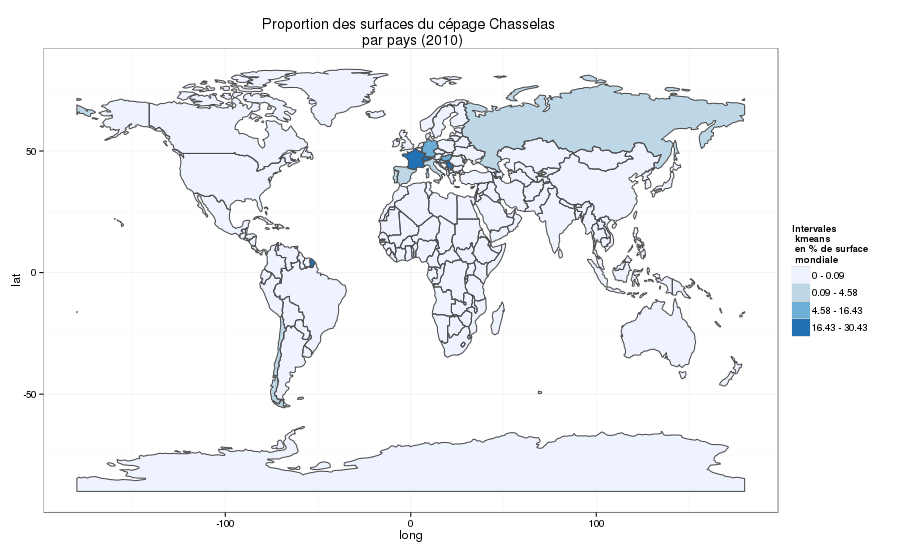 Proportion des surfaces du cépage Chasselas
par pays (2010)
50
0
-50
lat
-100
0
100
long
Intervales
kmeans
en % de surface
mondiale
0 - 0.09
0.09 - 4.58
4.58 - 16.43
16.43 - 30.43